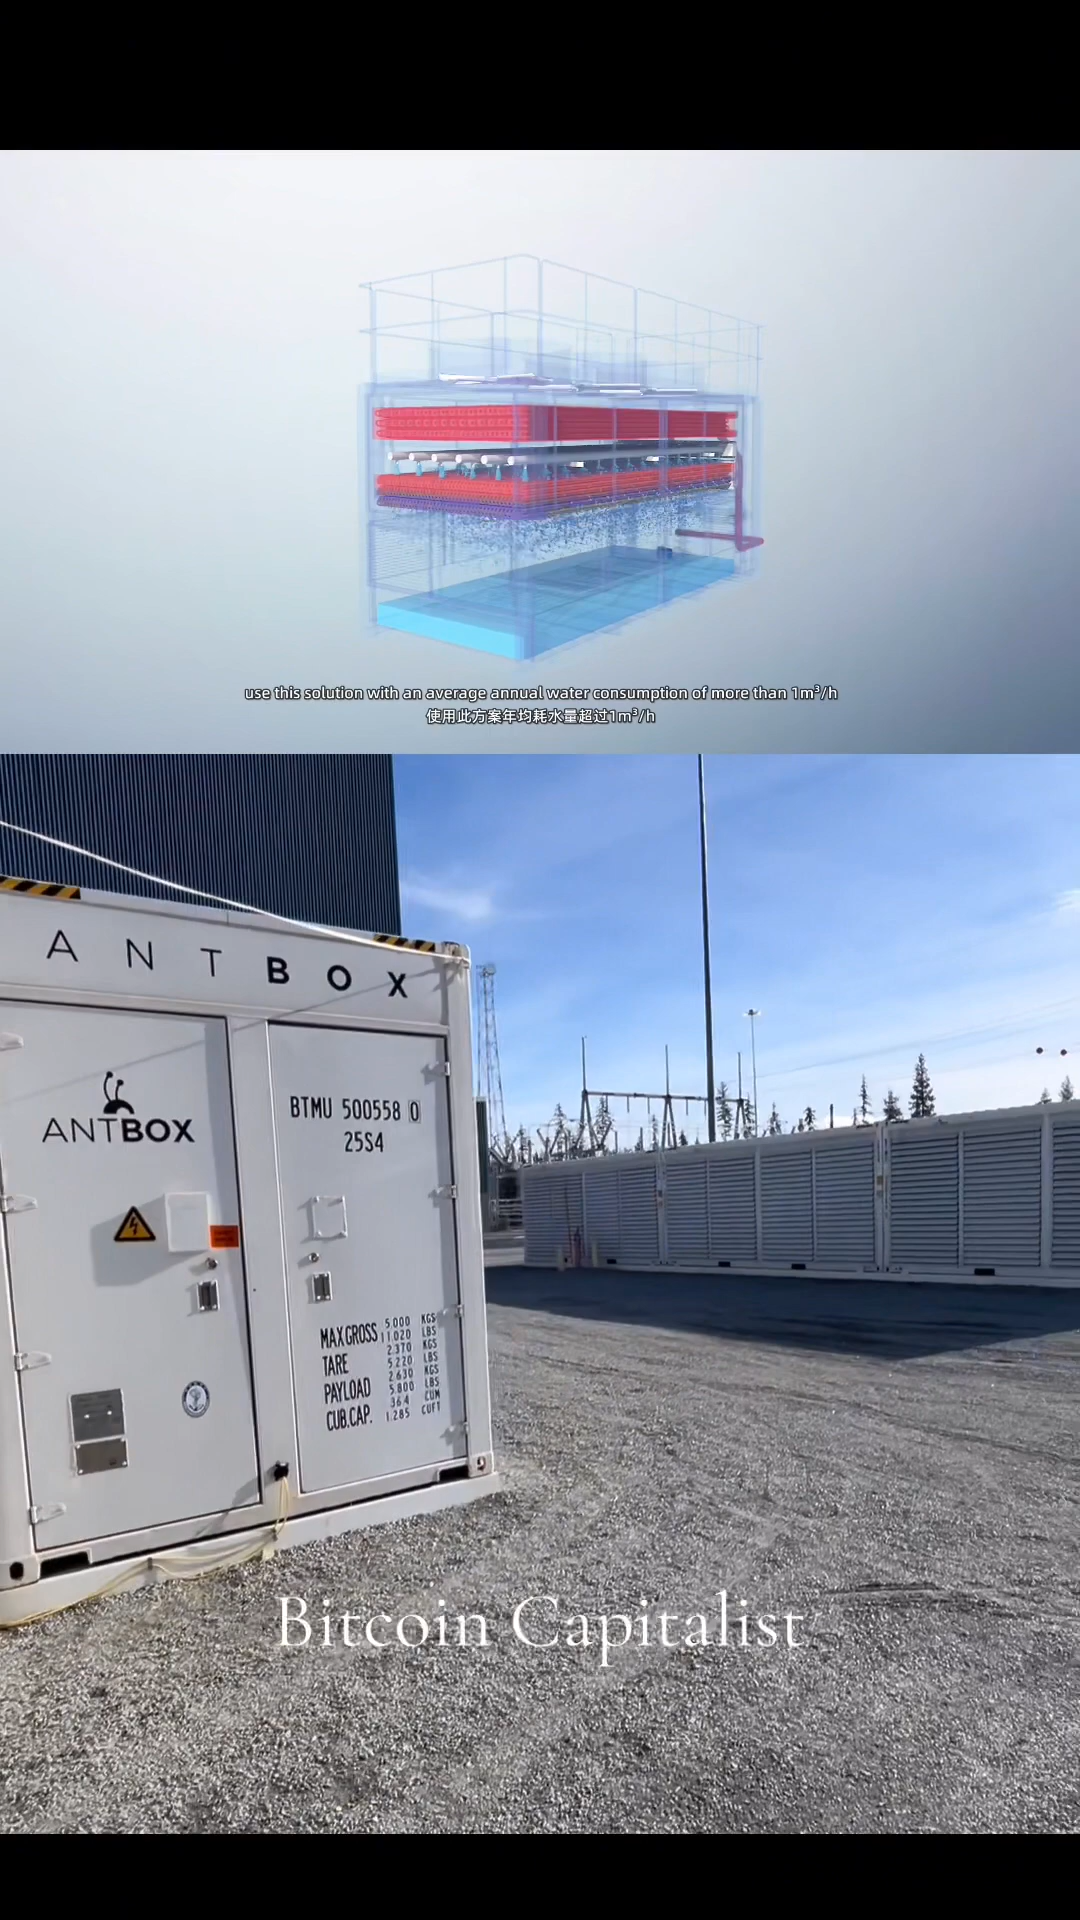 use this solution with an average annual water consumption of more than 1m³/h
使用此方案年均耗水量超过1m³/h
ANTBOX
ANTBOX
BTMU 500558 0
25S4
MAX.GROSS 5.000 KGS
11.020 LBS
TARE 2.370 KGS
5.220 LBS
PAYLOAD 2.630 KGS
5.800 LBS
CUB.CAP. 36.4 CUM
1.285 CUFT
Bitcoin Capitalist